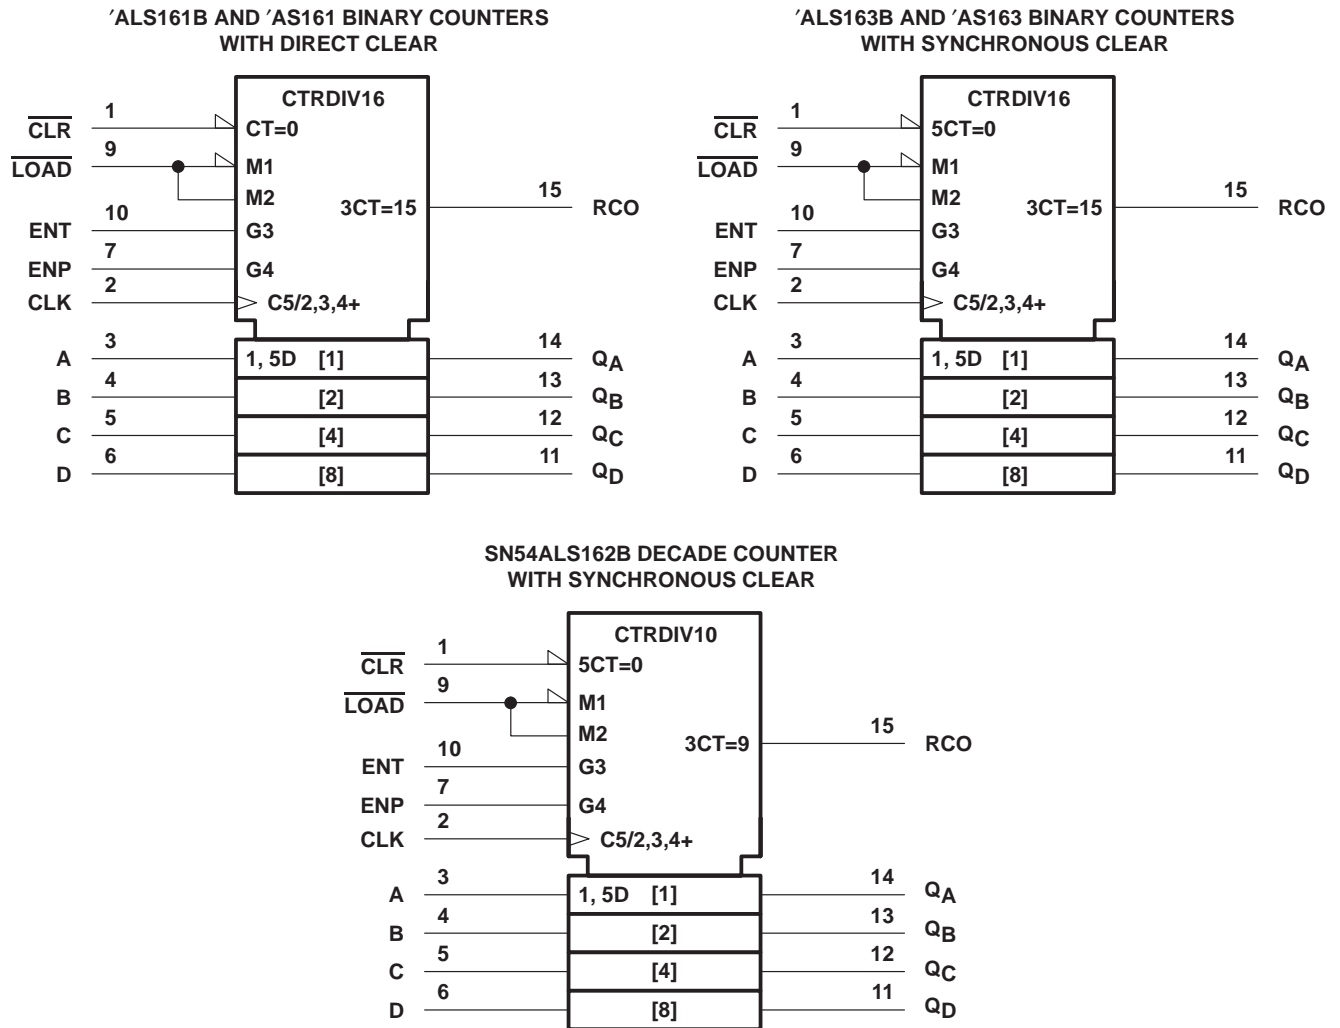 ′ALS161B AND ′AS161 BINARY COUNTERS
WITH DIRECT CLEAR
CTRDIV16
CLR 1 CT=0
LOAD 9 M1
M2
3CT=15 15 RCO
ENT 10 G3
ENP 7 G4
CLK 2 C5/2,3,4+
A 3 1, 5D [1] 14 QA
B 4 [2] 13 QB
C 5 [4] 12 QC
D 6 [8] 11 QD
′ALS163B AND ′AS163 BINARY COUNTERS
WITH SYNCHRONOUS CLEAR
CTRDIV16
CLR 1 5CT=0
LOAD 9 M1
M2
3CT=15 15 RCO
ENT 10 G3
ENP 7 G4
CLK 2 C5/2,3,4+
A 3 1, 5D [1] 14 QA
B 4 [2] 13 QB
C 5 [4] 12 QC
D 6 [8] 11 QD
SN54ALS162B DECADE COUNTER
WITH SYNCHRONOUS CLEAR
CTRDIV10
CLR 1 5CT=0
LOAD 9 M1
M2
3CT=9 15 RCO
ENT 10 G3
ENP 7 G4
CLK 2 C5/2,3,4+
A 3 1, 5D [1] 14 QA
B 4 [2] 13 QB
C 5 [4] 12 QC
D 6 [8] 11 QD